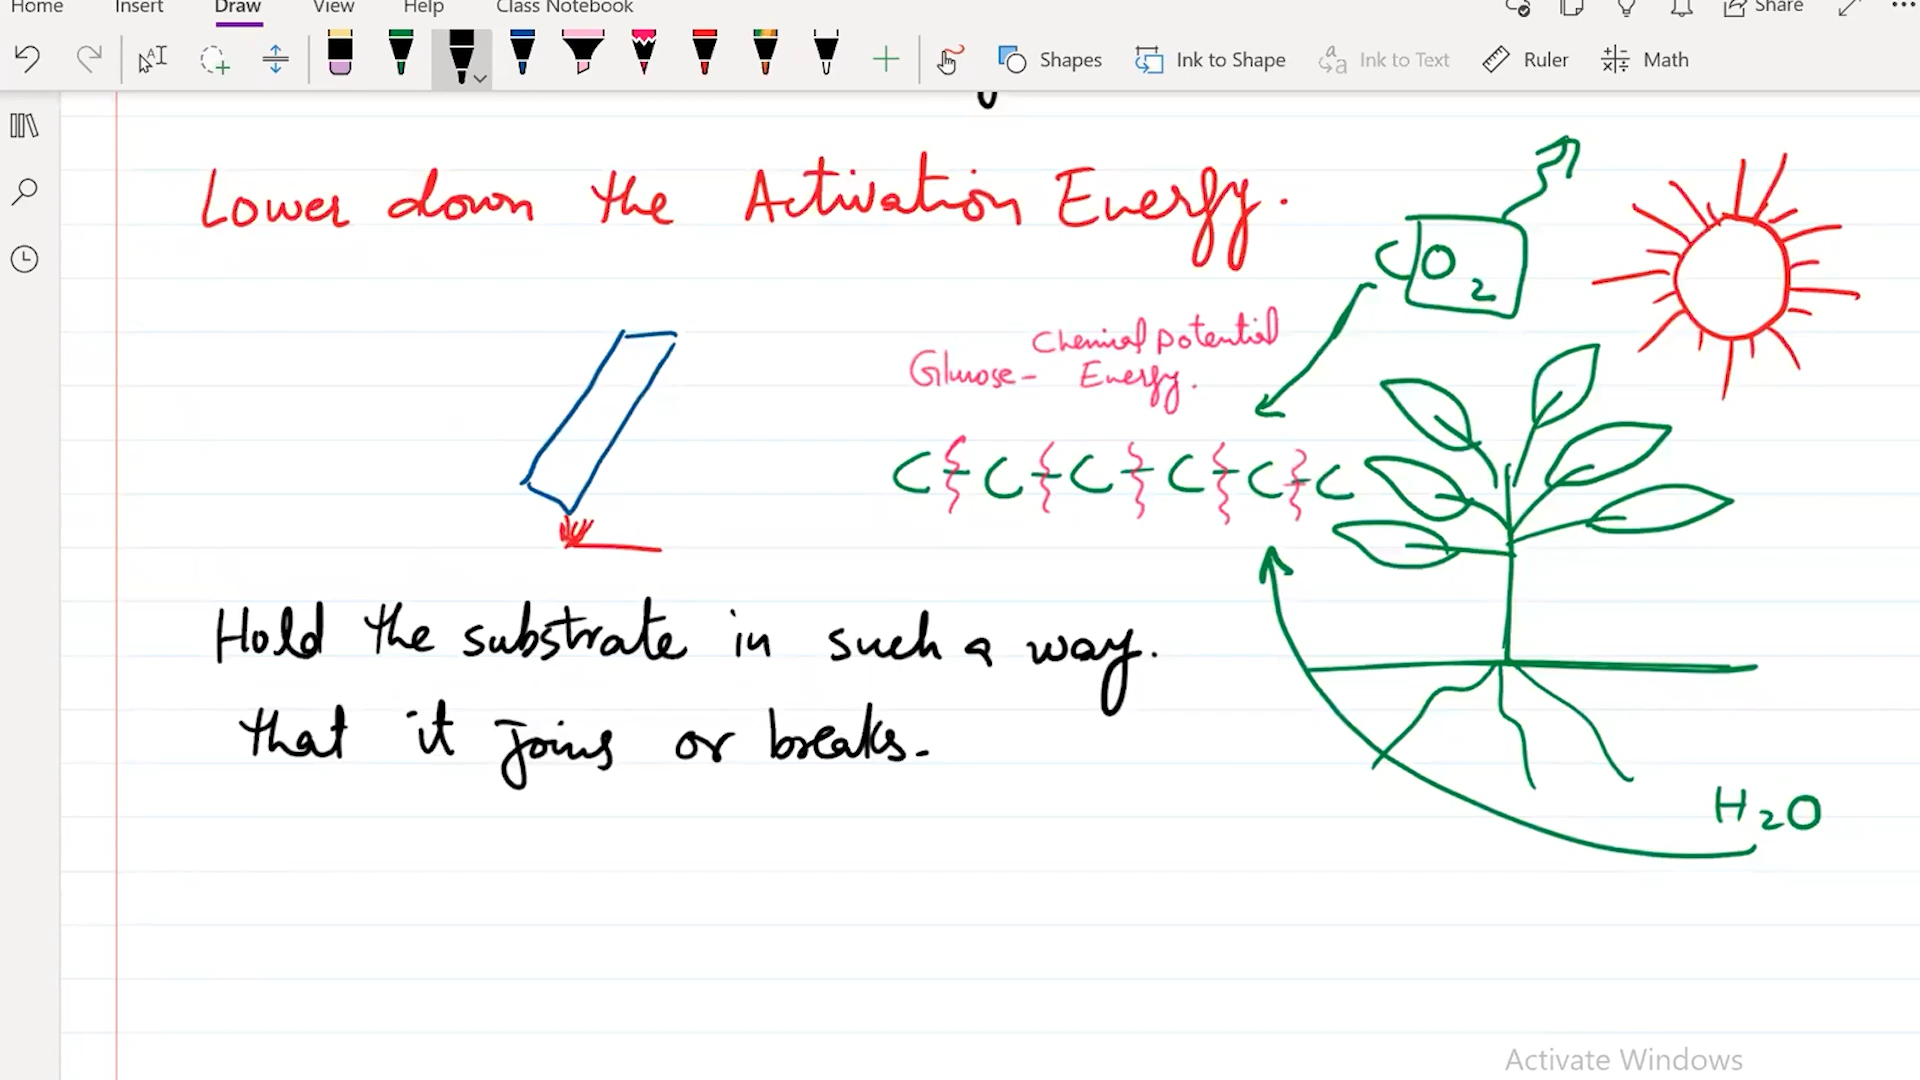 Home Insert Draw View Help Class Notebook Share
Shapes Ink to Shape Ink to Text Ruler Math
Lower down the Activation Energy.
CO2
Chemical potential
Glucose - Energy.
C - C - C - C - C - C
Hold the substrate in such a way.
that it joins or breaks.
H2O
Activate Windows